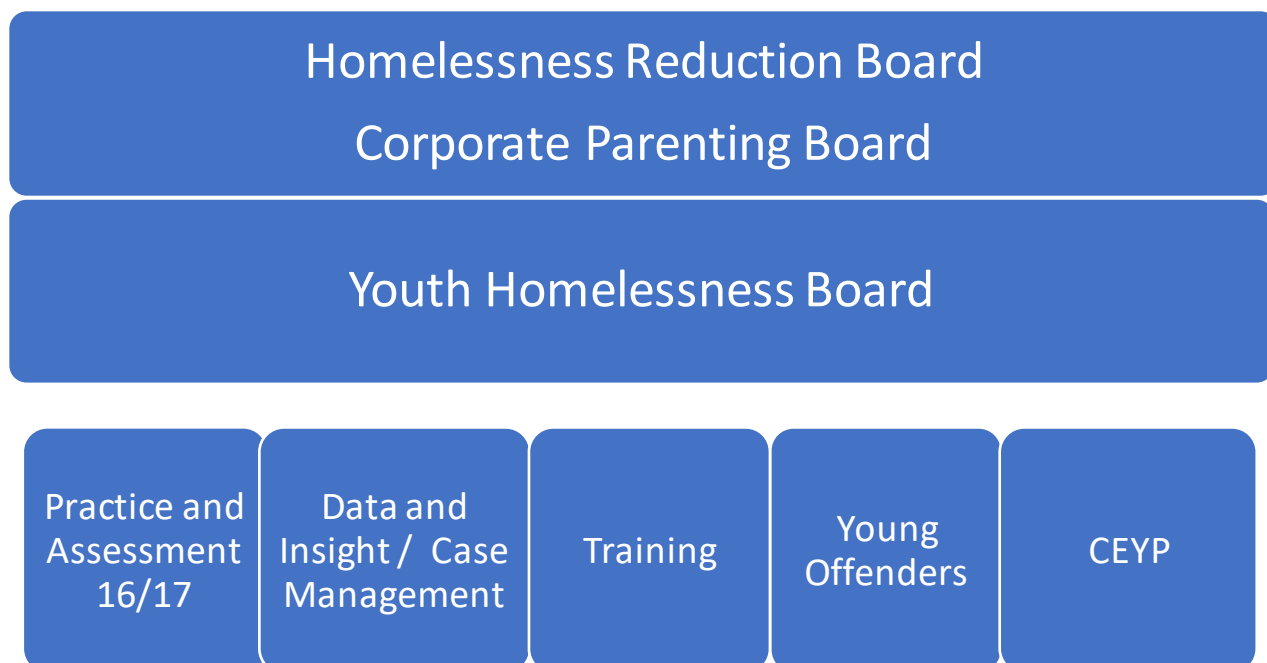 Homelessness Reduction Board
Corporate Parenting Board
Youth Homelessness Board
Practice and
Assessment
16/17
Data and
Insight / Case
Management
Training
Young
Offenders
CEYP